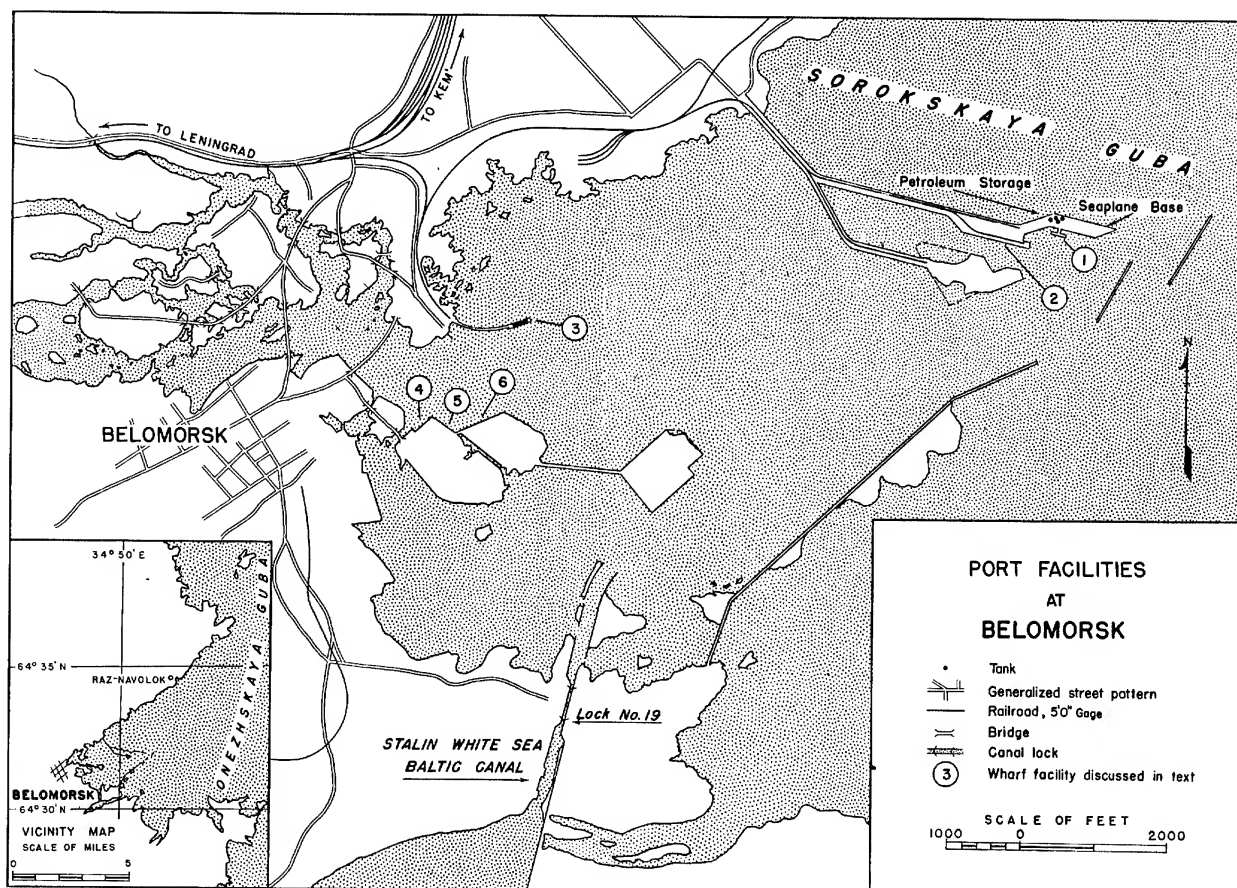 SOROKSKAYA
GUBA
TO KEM'
TO LENINGRAD
Petroleum Storage
Seaplane Base
1
2
3
4
5
6
N
BELOMORSK
Lock No. 19
STALIN WHITE SEA
BALTIC CANAL
34° 50' E
64° 35' N
RAZ-NAVOLOK
ONEZHSKAYA GUBA
BELOMORSK
64° 30' N
VICINITY MAP
SCALE OF MILES
0 5
PORT FACILITIES
AT
BELOMORSK
Tank
Generalized street pattern
Railroad, 5'0" Gage
Bridge
Canal lock
3 Wharf facility discussed in text
SCALE OF FEET
1000 0 2000